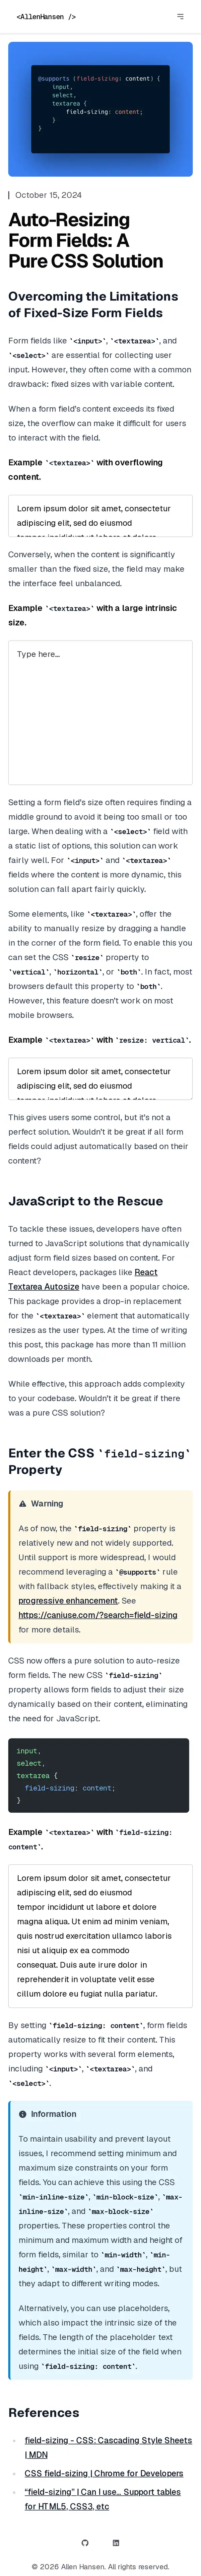 <AllenHansen />
@supports (field-sizing: content) {
input,
select,
textarea {
field-sizing: content;
}
}
October 15, 2024
Auto-Resizing
Form Fields: A
Pure CSS Solution
Overcoming the Limitations
of Fixed-Size Form Fields
Form fields like `<input>`, `<textarea>`, and
`<select>` are essential for collecting user
input. However, they often come with a common
drawback: fixed sizes with variable content.
When a form field's content exceeds its fixed
size, the overflow can make it difficult for users
to interact with the field.
Example `<textarea>` with overflowing
content.
Lorem ipsum dolor sit amet, consectetur
adipiscing elit, sed do eiusmod
tempor incididunt ut labore et dolore
Conversely, when the content is significantly
smaller than the fixed size, the field may make
the interface feel unbalanced.
Example `<textarea>` with a large intrinsic
size.
Type here...
Setting a form field's size often requires finding a
middle ground to avoid it being too small or too
large. When dealing with a `<select>` field with
a static list of options, this solution can work
fairly well. For `<input>` and `<textarea>`
fields where the content is more dynamic, this
solution can fall apart fairly quickly.
Some elements, like `<textarea>`, offer the
ability to manually resize by dragging a handle
in the corner of the form field. To enable this you
can set the CSS `resize` property to
`vertical`, `horizontal`, or `both`. In fact, most
browsers default this property to `both`.
However, this feature doesn't work on most
mobile browsers.
Example `<textarea>` with `resize: vertical`.
Lorem ipsum dolor sit amet, consectetur
adipiscing elit, sed do eiusmod
tempor incididunt ut labore et dolore
This gives users some control, but it's not a
perfect solution. Wouldn't it be great if all form
fields could adjust automatically based on their
content?
JavaScript to the Rescue
To tackle these issues, developers have often
turned to JavaScript solutions that dynamically
adjust form field sizes based on content. For
React developers, packages like React
Textarea Autosize have been a popular choice.
This package provides a drop-in replacement
for the `<textarea>` element that automatically
resizes as the user types. At the time of writing
this post, this package has more than 11 million
downloads per month.
While effective, this approach adds complexity
to your codebase. Wouldn't it be great if there
was a pure CSS solution?
Enter the CSS `field-sizing`
Property
Warning
As of now, the `field-sizing` property is
relatively new and not widely supported.
Until support is more widespread, I would
recommend leveraging a `@supports` rule
with fallback styles, effectively making it a
progressive enhancement. See
https://caniuse.com/?search=field-sizing
for more details.
CSS now offers a pure solution to auto-resize
form fields. The new CSS `field-sizing`
property allows form fields to adjust their size
dynamically based on their content, eliminating
the need for JavaScript.
input,
select,
textarea {
field-sizing: content;
}
Example `<textarea>` with `field-sizing:
content`.
Lorem ipsum dolor sit amet, consectetur
adipiscing elit, sed do eiusmod
tempor incididunt ut labore et dolore
magna aliqua. Ut enim ad minim veniam,
quis nostrud exercitation ullamco laboris
nisi ut aliquip ex ea commodo
consequat. Duis aute irure dolor in
reprehenderit in voluptate velit esse
cillum dolore eu fugiat nulla pariatur.
By setting `field-sizing: content`, form fields
automatically resize to fit their content. This
property works with several form elements,
including `<input>`, `<textarea>`, and
`<select>`.
Information
To maintain usability and prevent layout
issues, I recommend setting minimum and
maximum size constraints on your form
fields. You can achieve this using the CSS
`min-inline-size`, `min-block-size`, `max-
inline-size`, and `max-block-size`
properties. These properties control the
minimum and maximum width and height of
form fields, similar to `min-width`, `min-
height`, `max-width`, and `max-height`, but
they adapt to different writing modes.
Alternatively, you can use placeholders,
which also impact the intrinsic size of the
fields. The length of the placeholder text
determines the initial size of the field when
using `field-sizing: content`.
References
field-sizing - CSS: Cascading Style Sheets
| MDN
CSS field-sizing | Chrome for Developers
"field-sizing" | Can I use... Support tables
for HTML5, CSS3, etc
© 2026 Allen Hansen. All rights reserved.